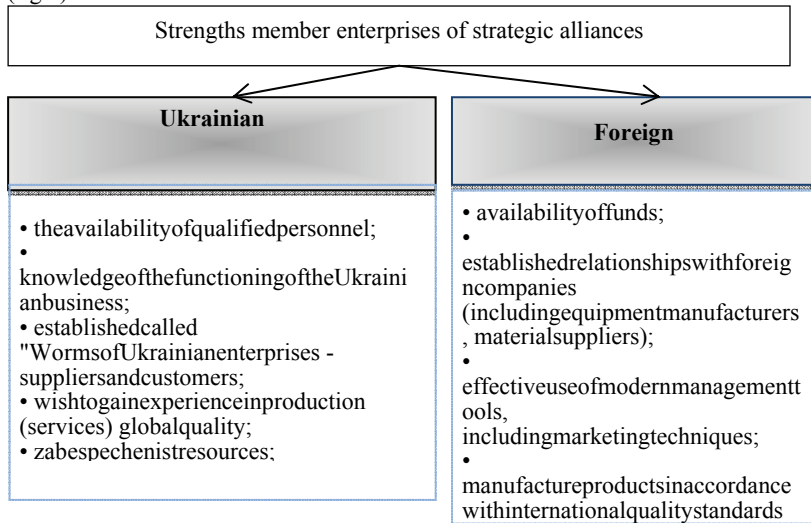 Strengths member enterprises of strategic alliances
Ukrainian
• theavailabilityofqualifiedpersonnel;
•
knowledgeofthefunctioningoftheUkraini
anbusiness;
• establishedcalled
"WormsofUkrainianenterprises -
suppliersandcustomers;
• wishtogainexperienceinproduction
(services) globalquality;
• zabespechenistresources;
Foreign
• availabilityoffunds;
•
establishedrelationshipswithforeig
ncompanies
(includingequipmentmanufacturers
, materialsuppliers);
•
effectiveuseofmodernmanagementt
ools,
includingmarketingtechniques;
•
manufactureproductsinaccordance
withinternationalqualitystandards